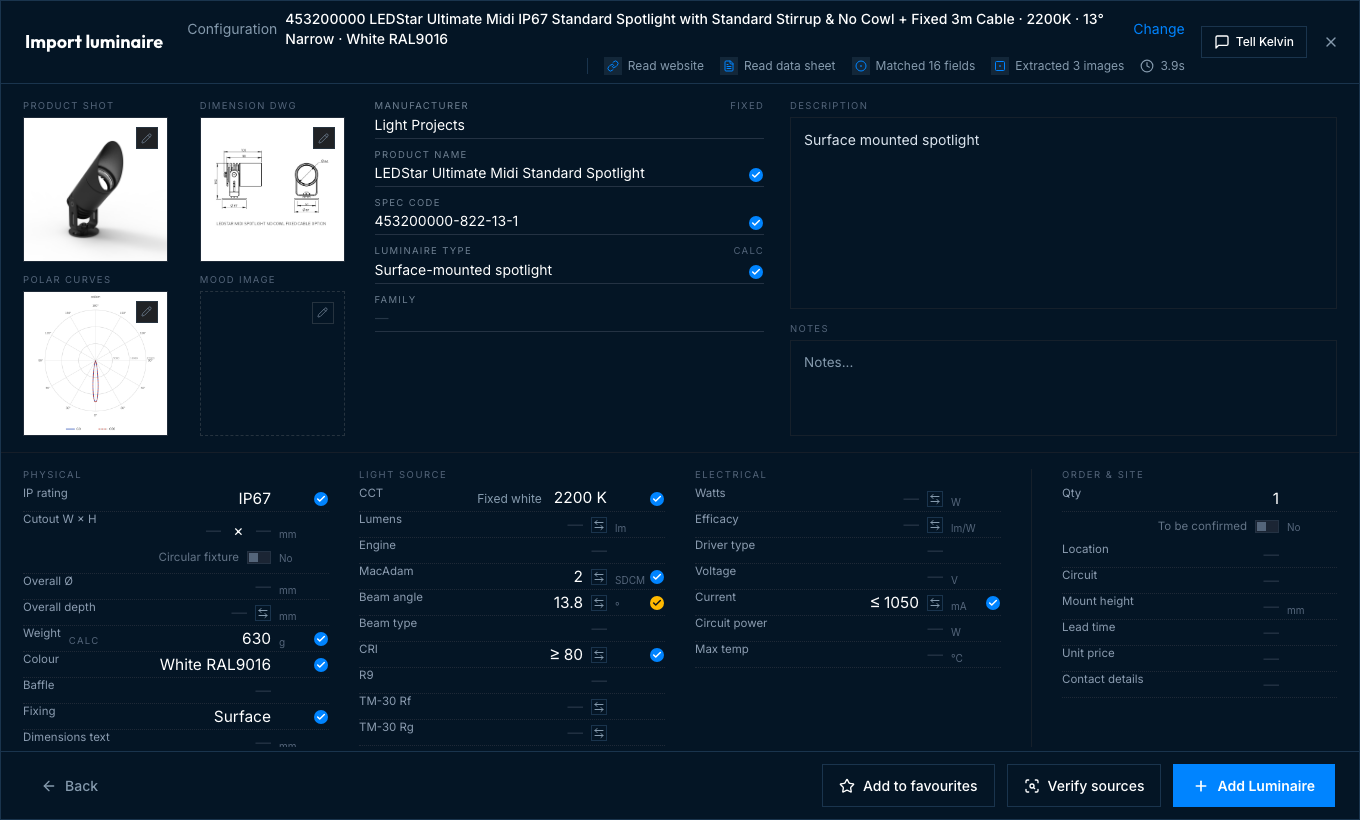 Import luminaire
Configuration
453200000 LEDStar Ultimate Midi IP67 Standard Spotlight with Standard Stirrup & No Cowl + Fixed 3m Cable · 2200K · 13°
Narrow · White RAL9016
Change
Tell Kelvin
Read website
Read data sheet
Matched 16 fields
Extracted 3 images
3.9s
PRODUCT SHOT
DIMENSION DWG
LEDSTAR MIDI SPOTLIGHT NO COWL FIXED CABLE OPTION
POLAR CURVES
MOOD IMAGE
MANUFACTURER
FIXED
Light Projects
PRODUCT NAME
LEDStar Ultimate Midi Standard Spotlight
SPEC CODE
453200000-822-13-1
LUMINAIRE TYPE
CALC
Surface-mounted spotlight
FAMILY
—
DESCRIPTION
Surface mounted spotlight
NOTES
Notes...
PHYSICAL
IP rating IP67
Cutout W × H — × — mm
Circular fixture No
Overall Ø — mm
Overall depth — mm
Weight CALC 630 g
Colour White RAL9016
Baffle —
Fixing Surface
Dimensions text — mm
LIGHT SOURCE
CCT Fixed white 2200 K
Lumens — lm
Engine —
MacAdam 2 SDCM
Beam angle 13.8 °
Beam type —
CRI ≥ 80
R9 —
TM-30 Rf —
TM-30 Rg —
ELECTRICAL
Watts — W
Efficacy — lm/W
Driver type —
Voltage — V
Current ≤ 1050 mA
Circuit power — W
Max temp — °C
ORDER & SITE
Qty 1
To be confirmed No
Location —
Circuit —
Mount height — mm
Lead time —
Unit price —
Contact details —
Back
Add to favourites
Verify sources
Add Luminaire